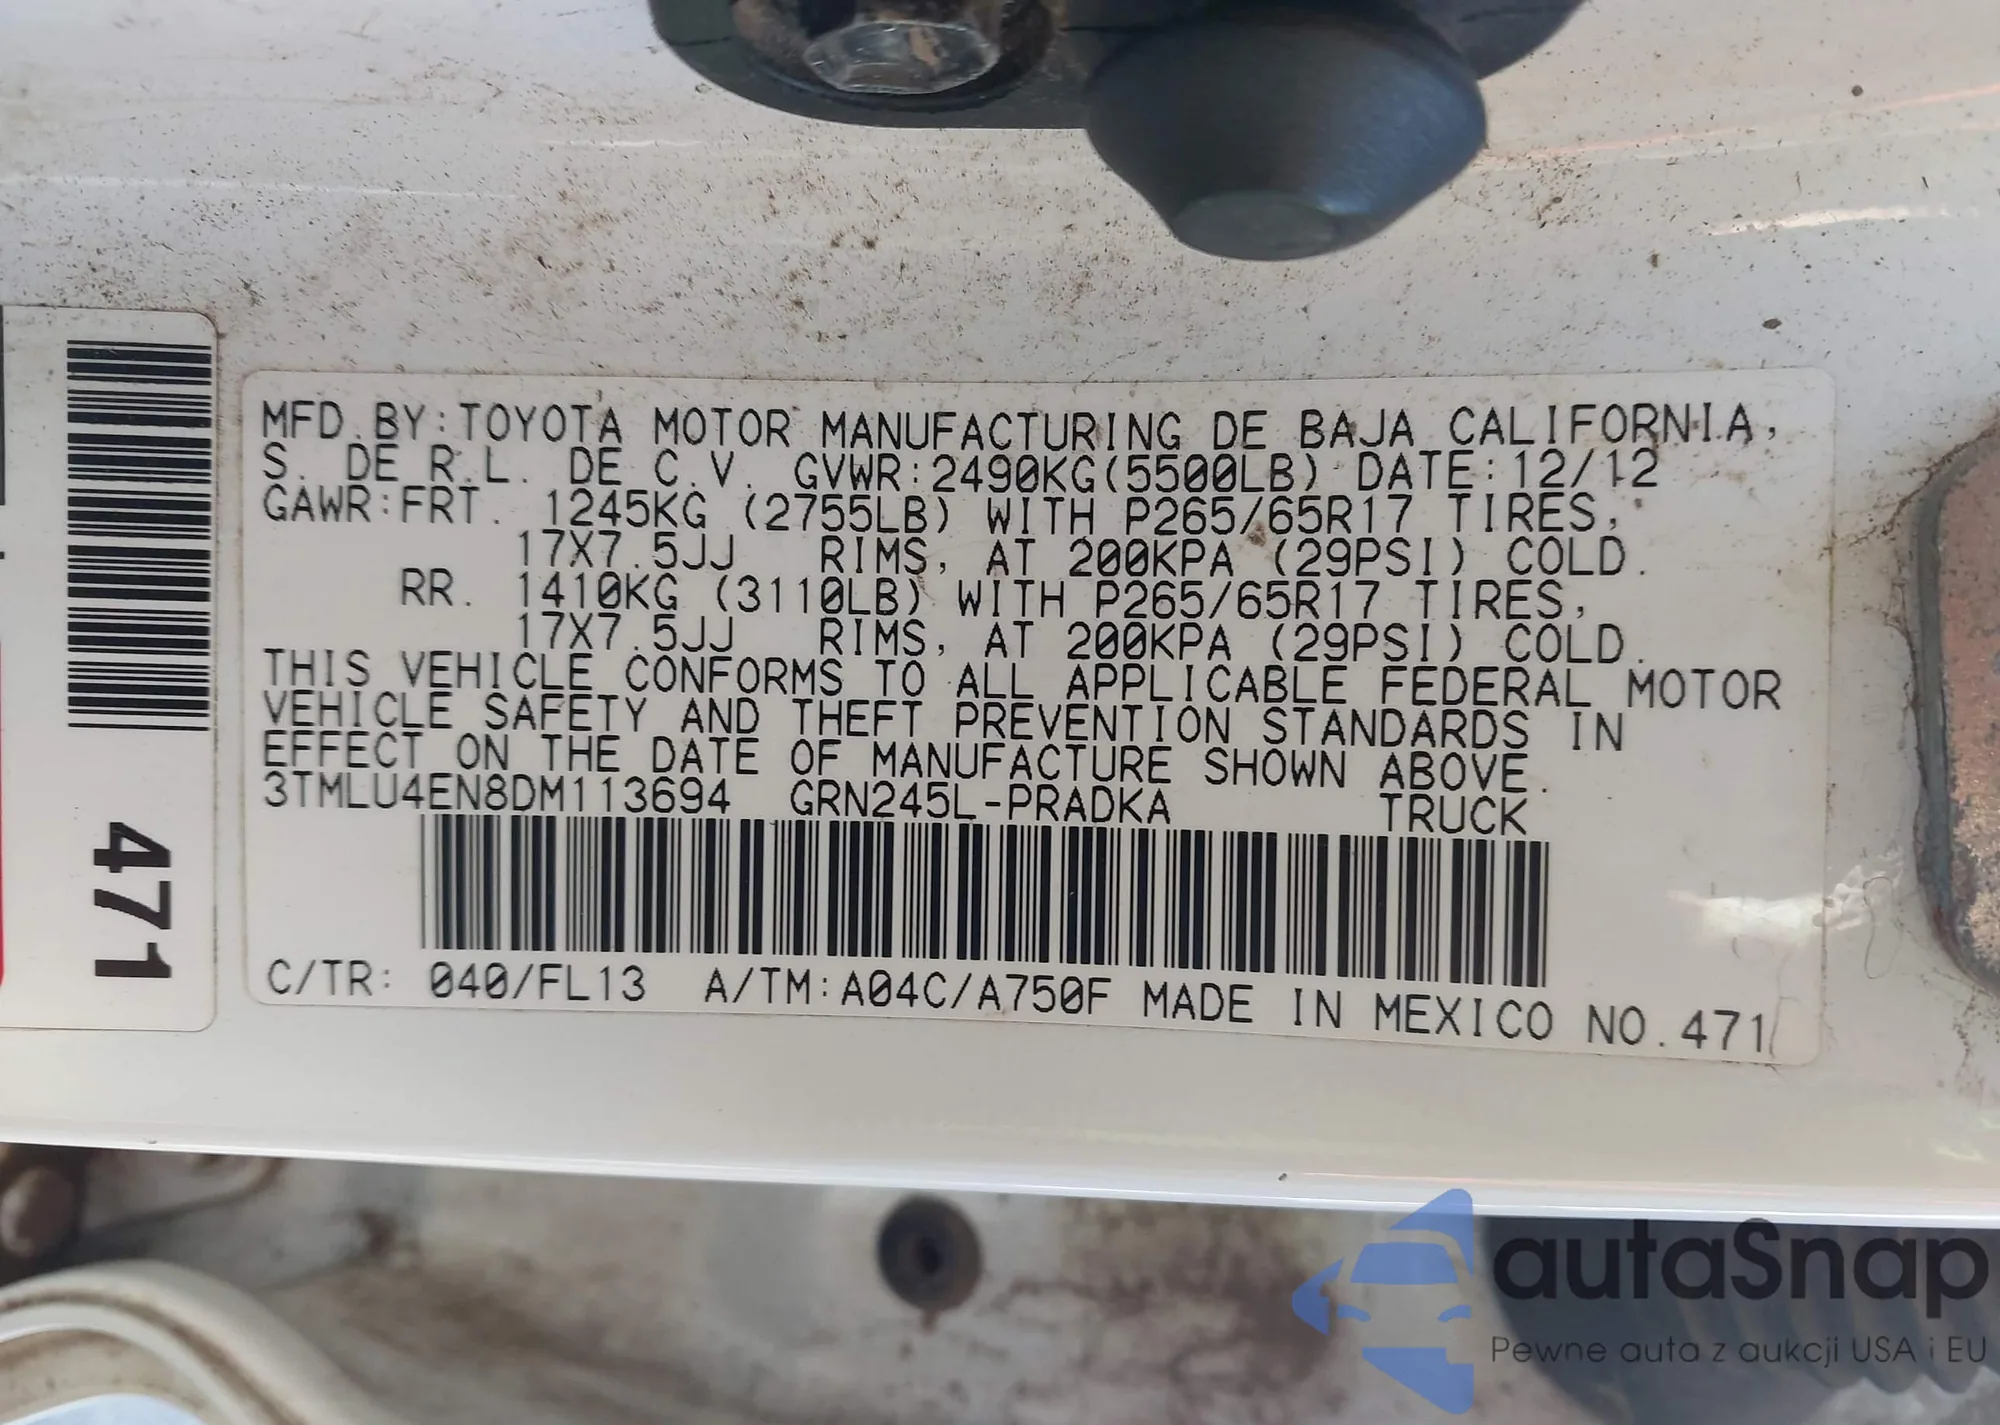 MFD.BY:TOYOTA MOTOR MANUFACTURING DE BAJA CALIFORNIA,
S. DE R.L. DE C.V. GVWR:2490KG(5500LB) DATE:12/12
GAWR:FRT. 1245KG (2755LB) WITH P265/65R17 TIRES,
17X7.5JJ RIMS, AT 200KPA (29PSI) COLD.
RR. 1410KG (3110LB) WITH P265/65R17 TIRES,
17X7.5JJ RIMS, AT 200KPA (29PSI) COLD.
THIS VEHICLE CONFORMS TO ALL APPLICABLE FEDERAL MOTOR
VEHICLE SAFETY AND THEFT PREVENTION STANDARDS IN
EFFECT ON THE DATE OF MANUFACTURE SHOWN ABOVE.
3TMLU4EN8DM113694 GRN245L-PRADKA TRUCK
C/TR: 040/FL13 A/TM:A04C/A750F MADE IN MEXICO NO.471
471
autaSnap
Pewne auta z aukcji USA i EU